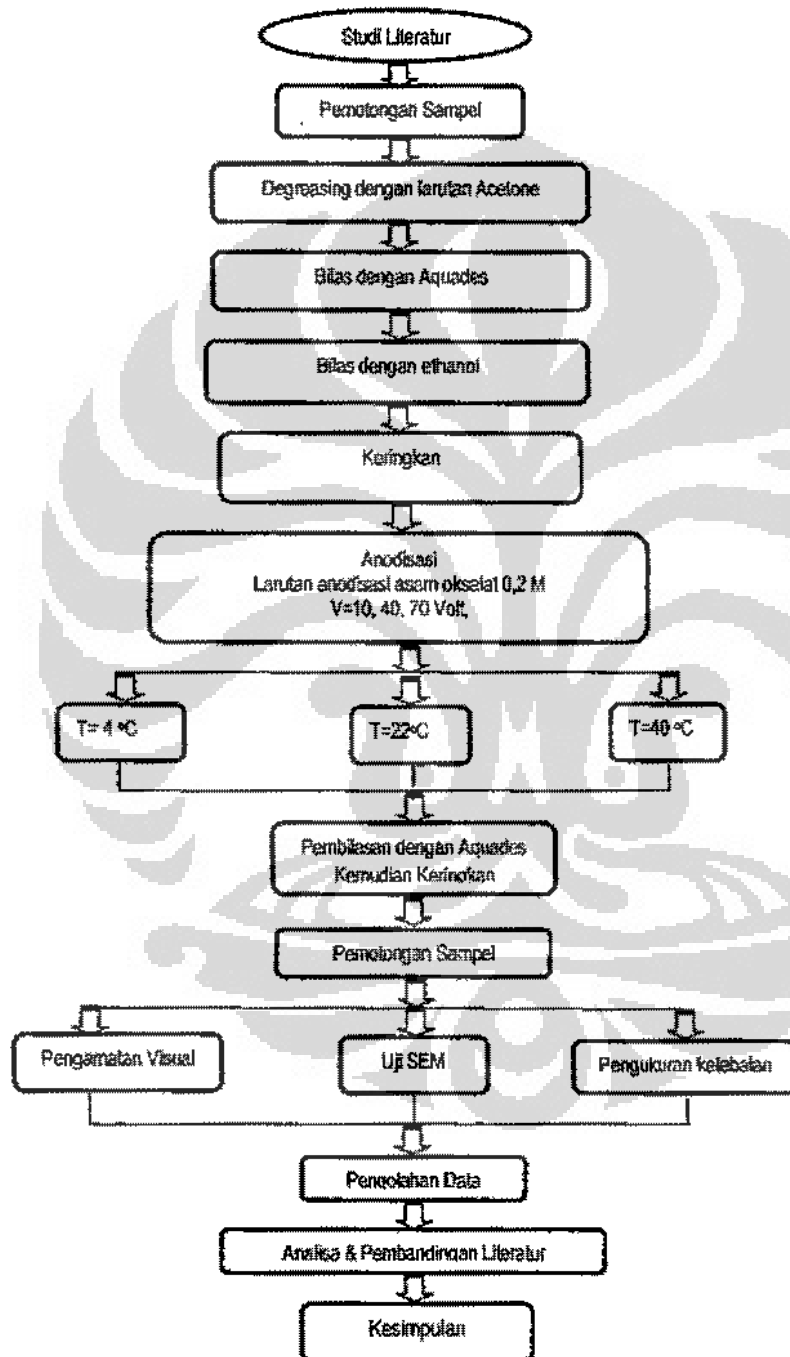 Studi Literatur
Pemotongan Sampel
Degreasing dengan larutan Acetone
Bilas dengan Aquades
Bilas dengan ethanol
Keringkan
Anodisasi
Larutan anodisasi asam okselat 0,2 M
V=10, 40, 70 Volt,
T= 4 °C
T=22°C
T=40 °C
Pembilasan dengan Aquades
Kemudian Keringkan
Pemotongan Sampel
Pengamatan Visual
Uji SEM
Pengukuran ketebalan
Pengolahan Data
Analisa & Pembandingan Literatur
Kesimpulan